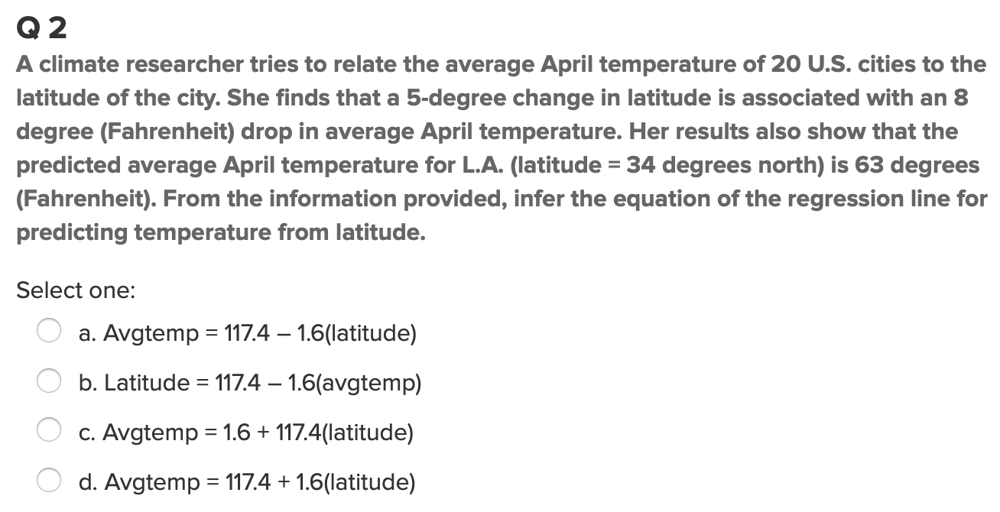 Q 2
A climate researcher tries to relate the average April temperature of 20 U.S. cities to the
latitude of the city. She finds that a 5-degree change in latitude is associated with an 8
degree (Fahrenheit) drop in average April temperature. Her results also show that the
predicted average April temperature for L.A. (latitude = 34 degrees north) is 63 degrees
(Fahrenheit). From the information provided, infer the equation of the regression line for
predicting temperature from latitude.
Select one:
a. Avgtemp = 117.4 – 1.6(latitude)
b. Latitude = 117.4 – 1.6(avgtemp)
c. Avgtemp = 1.6 + 117.4(latitude)
d. Avgtemp = 117.4 + 1.6(latitude)